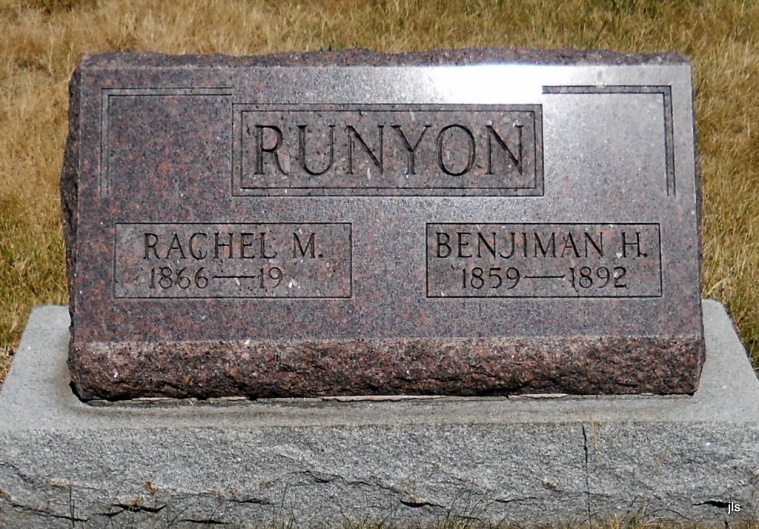 RUNYON
RACHEL M.
1866—19
BENJIMAN H.
1859—1892
jls